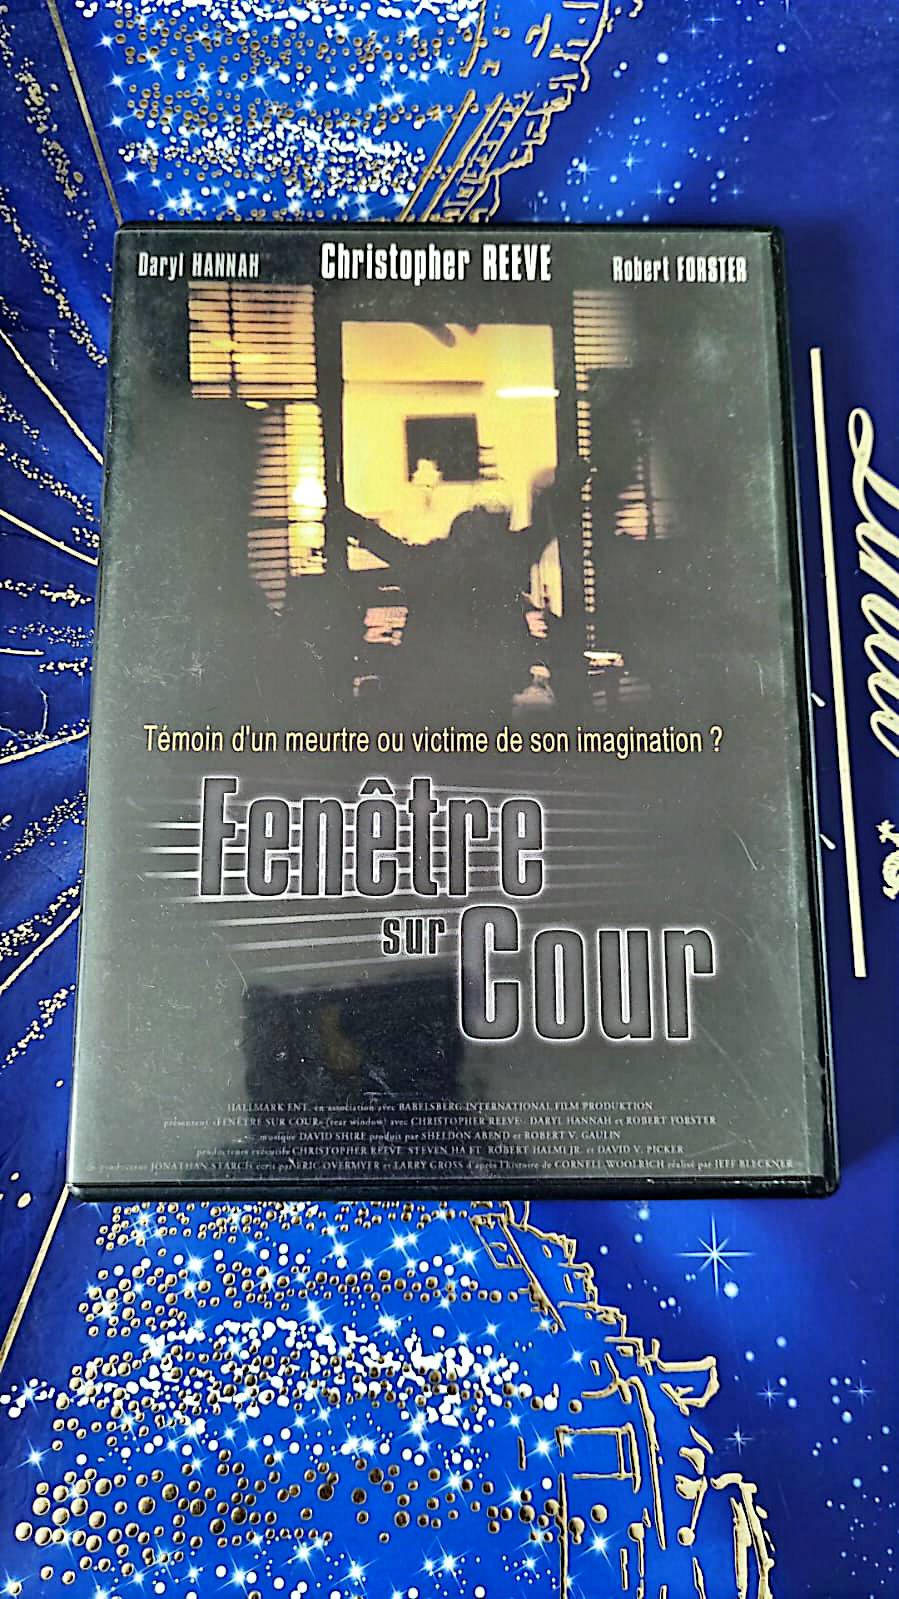 Daryl HANNAH Christopher REEVE Robert FORSTER
Témoin d'un meurtre ou victime de son imagination ?
Fenêtre
sur Cour
HALLMARK ENT. en association avec BABELSBERG INTERNATIONAL FILM PRODUKTION
présentent «FENÊTRE SUR COUR» (rear window) avec CHRISTOPHER REEVE DARYL HANNAH et ROBERT FORSTER
musique DAVID SHIRE produit par SHELDON ABEND et ROBERT V. GAULIN
producteurs exécutifs CHRISTOPHER REEVE STEVEN ROBERT HALMI JR. et DAVID V. PICKER
producteur JONATHAN STARCH écrit par ERIC OVERMYER et LARRY GROSS d'après l'histoire de CORNELL WOOLRICH réalisé par JEFF BLECKNER